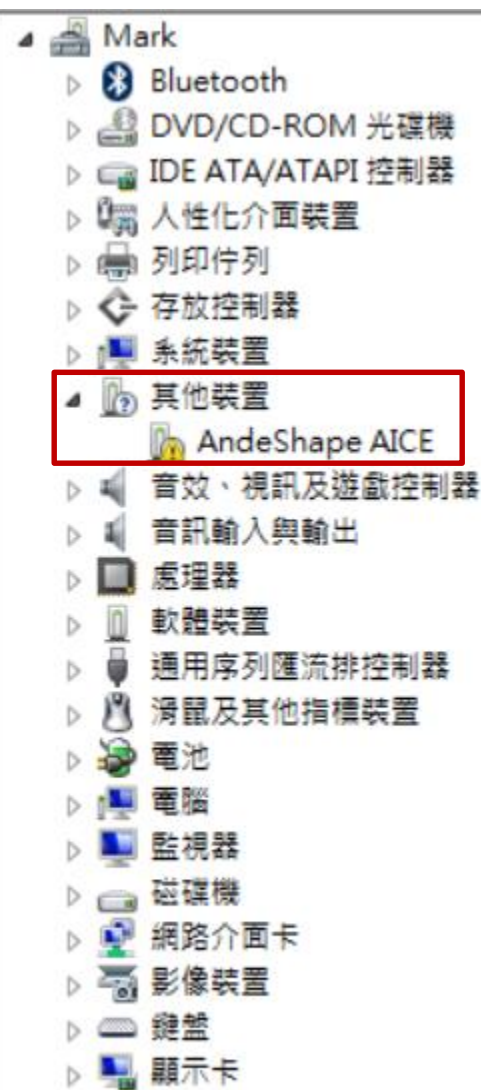 Mark
Bluetooth
DVD/CD-ROM 光碟機
IDE ATA/ATAPI 控制器
人性化介面裝置
列印佇列
存放控制器
系統裝置
其他裝置
AndeShape AICE
音效、視訊及遊戲控制器
音訊輸入與輸出
處理器
軟體裝置
通用序列匯流排控制器
滑鼠及其他指標裝置
電池
電腦
監視器
磁碟機
網路介面卡
影像裝置
鍵盤
顯示卡